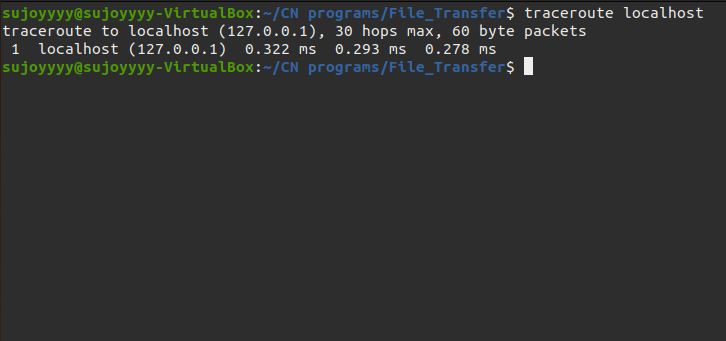 sujoyyyy@sujoyyyy-VirtualBox:~/CN programs/File_Transfer$ traceroute localhost
traceroute to localhost (127.0.0.1), 30 hops max, 60 byte packets
 1  localhost (127.0.0.1)  0.322 ms  0.293 ms  0.278 ms
sujoyyyy@sujoyyyy-VirtualBox:~/CN programs/File_Transfer$